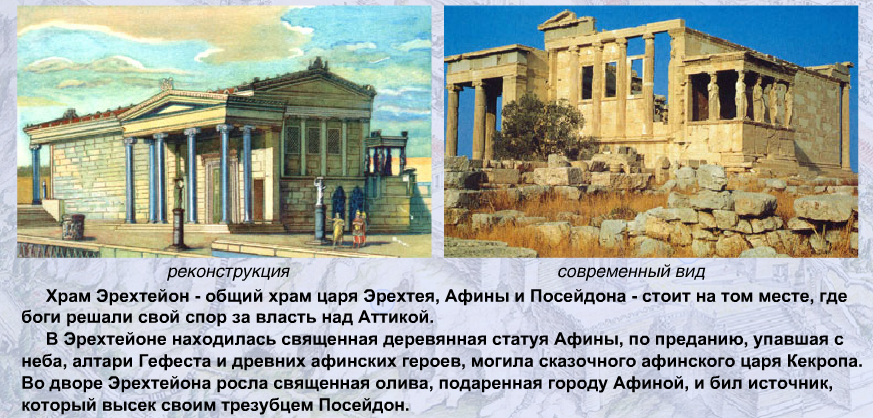 реконструкция
современный вид
Храм Эрехтейон - общий храм царя Эрехтея, Афины и Посейдона - стоит на том месте, где
боги решали свой спор за власть над Аттикой.
В Эрехтейоне находилась священная деревянная статуя Афины, по преданию, упавшая с
неба, алтари Гефеста и древних афинских героев, могила сказочного афинского царя Кекропа.
Во дворе Эрехтейона росла священная олива, подаренная городу Афиной, и бил источник,
который высек своим трезубцем Посейдон.